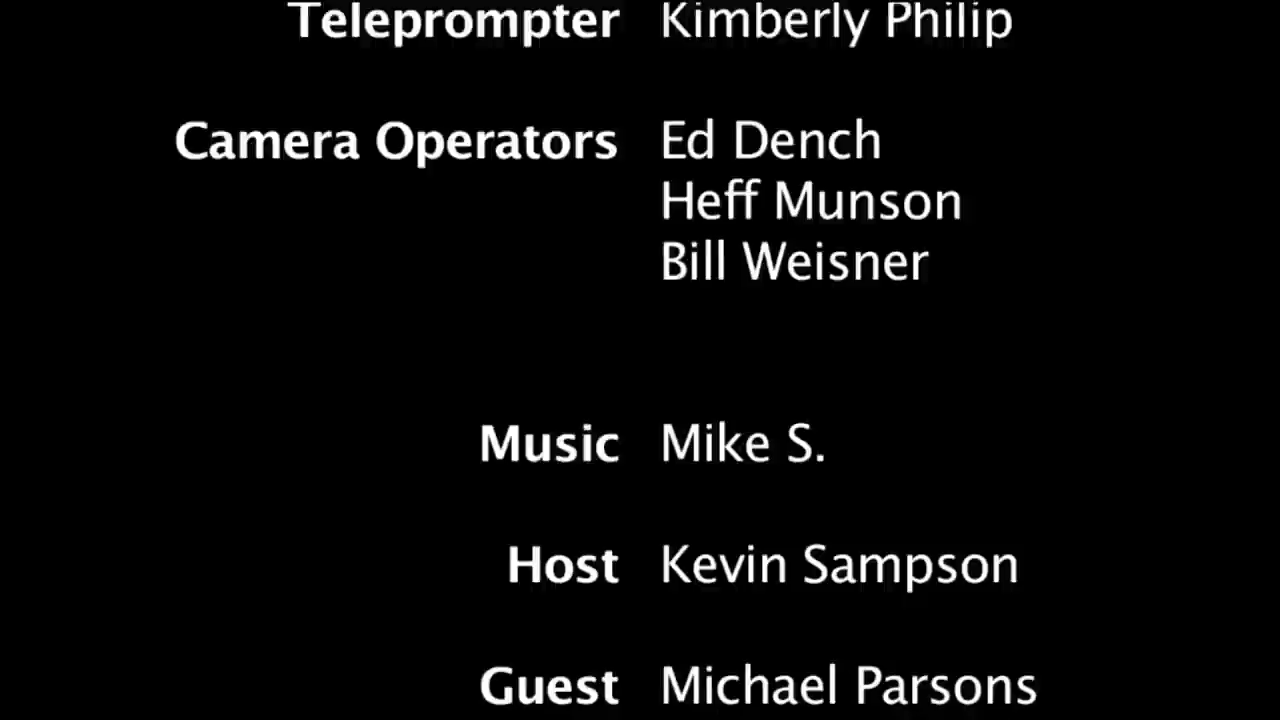 Teleprompter Kimberly Philip
Camera Operators Ed Dench
Heff Munson
Bill Weisner
Music Mike S.
Host Kevin Sampson
Guest Michael Parsons